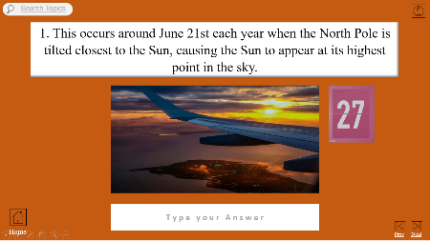 Search Topics
1. This occurs around June 21st each year when the North Pole is
tilted closest to the Sun, causing the Sun to appear at its highest
point in the sky.
27
Type your Answer
Home
Prev Next